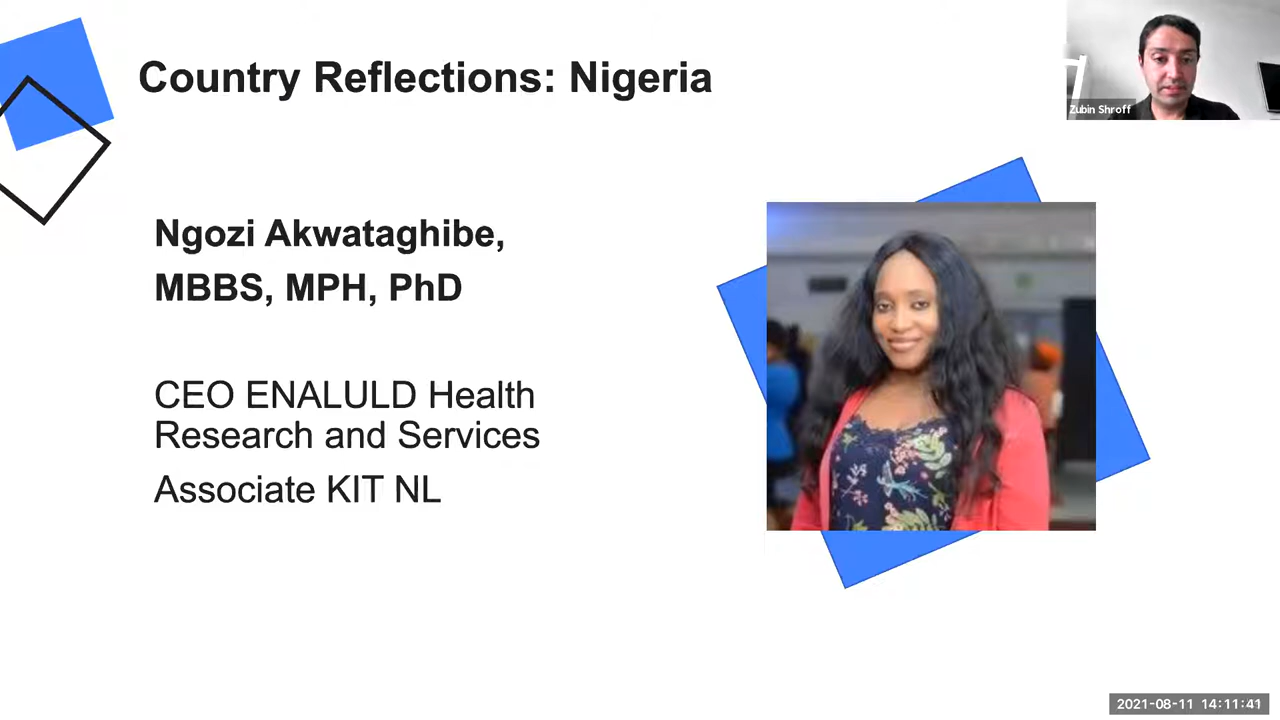 Country Reflections: Nigeria
Zubin Shroff
Ngozi Akwataghibe,
MBBS, MPH, PhD
CEO ENALULD Health
Research and Services
Associate KIT NL
2021-08-11 14:11:41